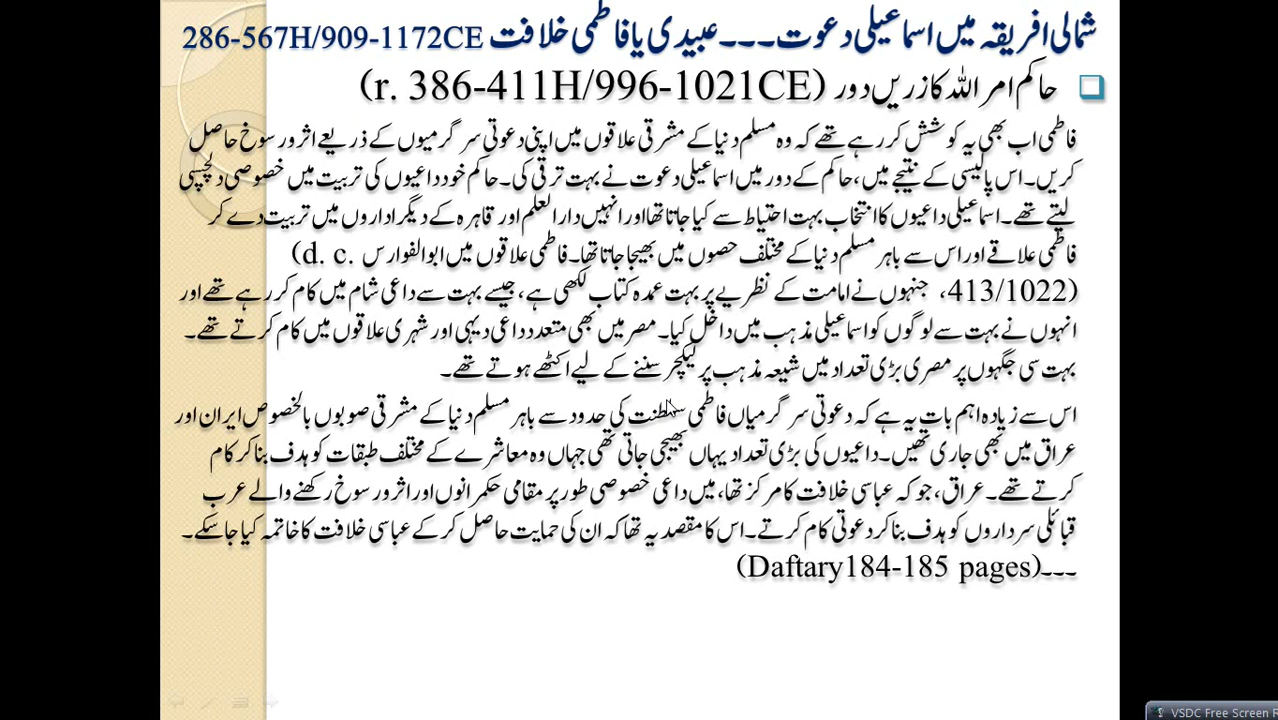 شمالی افریقہ میں اسماعیلی دعوت۔۔۔عبیدی یا فاطمی خلافت 286-567H/909-1172CE
حاکم امر اللہ کا زریں دور (r. 386-411H/996-1021CE)
فاطمی اب بھی یہ کوشش کر رہے تھے کہ وہ مسلم دنیا کے مشرقی علاقوں میں اپنی دعوتی سرگرمیوں کے ذریعے اثر و رسوخ حاصل
کریں۔ اس پالیسی کے نتیجے میں، حاکم کے دور میں اسماعیلی دعوت نے بہت ترقی کی۔ حاکم خود داعیوں کی تربیت میں خصوصی دلچسپی
لیتے تھے۔ اسماعیلی داعیوں کا انتخاب بہت احتیاط سے کیا جاتا تھا اور انہیں دارالعلم اور قاہرہ کے دیگر اداروں میں تربیت دے کر
فاطمی علاقے اور اس سے باہر مسلم دنیا کے مختلف حصوں میں بھیجا جاتا تھا۔ فاطمی علاقوں میں ابوالفوارس (d. c.
413/1022)، جنہوں نے امامت کے نظریے پر بہت عمدہ کتاب لکھی ہے، جیسے بہت سے داعی شام میں کام کر رہے تھے اور
انہوں نے بہت سے لوگوں کو اسماعیلی مذہب میں داخل کیا۔ مصر میں بھی متعدد داعی دیہی اور شہری علاقوں میں کام کرتے تھے۔
بہت سی جگہوں پر مصری بڑی تعداد میں شیعہ مذہب پر لیکچر سننے کے لیے اکٹھے ہوتے تھے۔
اس سے زیادہ اہم بات یہ ہے کہ دعوتی سرگرمیاں فاطمی سلطنت کی حدود سے باہر مسلم دنیا کے مشرقی صوبوں بالخصوص ایران اور
عراق میں بھی جاری تھیں۔ داعیوں کی بڑی تعداد یہاں بھیجی جاتی تھی جہاں وہ معاشرے کے مختلف طبقات کو ہدف بنا کر کام
کرتے تھے۔ عراق، جو کہ عباسی خلافت کا مرکز تھا، میں داعی خصوصی طور پر مقامی حکمرانوں اور اثر و رسوخ رکھنے والے عرب
قبائلی سرداروں کو ہدف بنا کر دعوتی کام کرتے۔ اس کا مقصد یہ تھا کہ ان کی حمایت حاصل کر کے عباسی خلافت کا خاتمہ کیا جا سکے۔
۔۔۔(Daftary184-185 pages)
VSDC Free Screen R